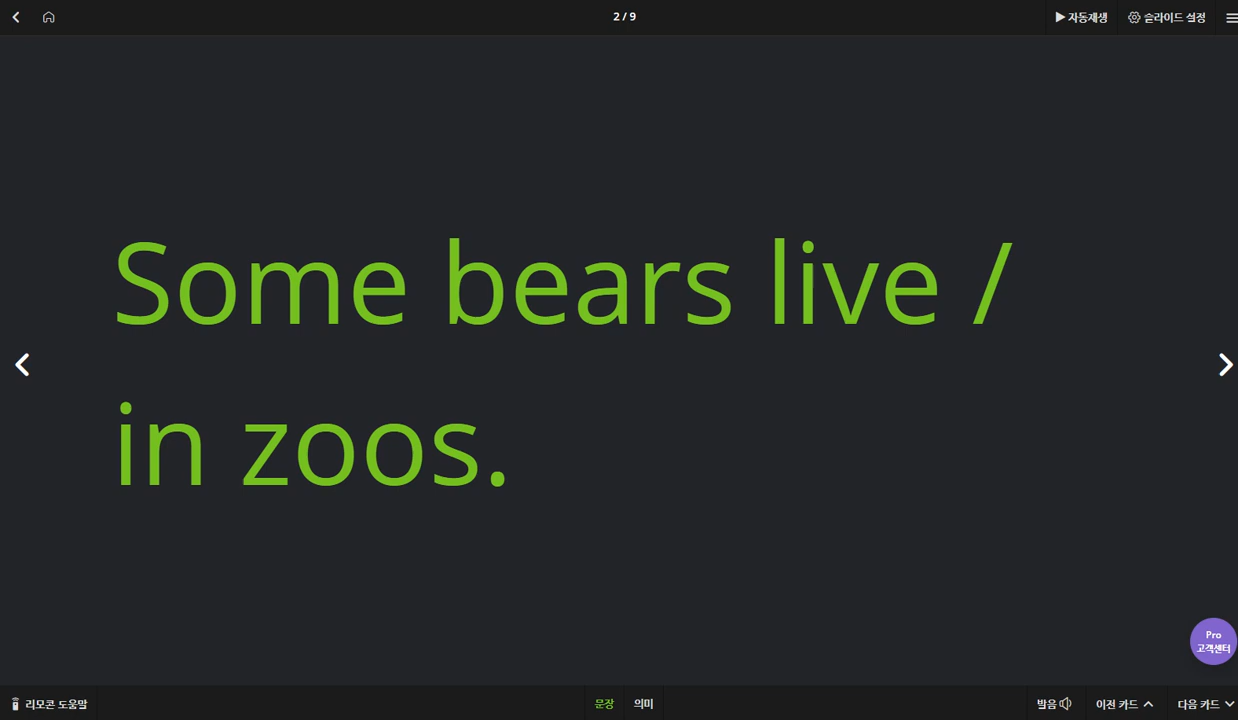 2 / 9
자동재생
슬라이드 설정
Some bears live /
in zoos.
Pro
고객센터
리모콘 도움말
문장
의미
발음
이전 카드
다음 카드